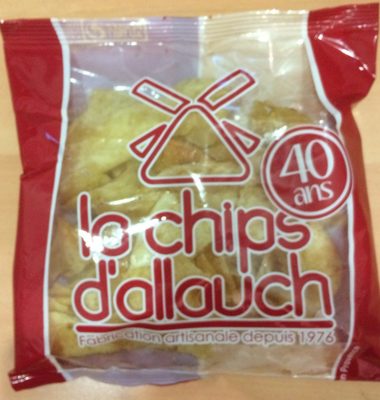 40
ans
la chips
d'allauch
Fabrication artisanale depuis 1976